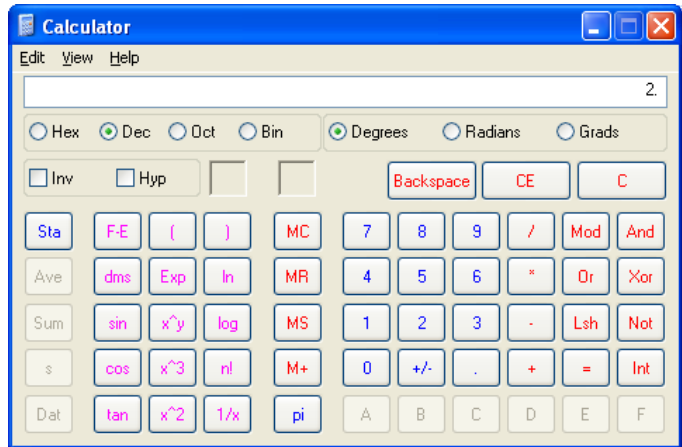 Calculator
Edit View Help
2.
Hex Dec Oct Bin Degrees Radians Grads
Inv Hyp Backspace CE C
Sta F-E ( ) MC 7 8 9 / Mod And
Ave dms Exp ln MR 4 5 6 * Or Xor
Sum sin x^y log MS 1 2 3 - Lsh Not
s cos x^3 n! M+ 0 +/- . + = Int
Dat tan x^2 1/x pi A B C D E F